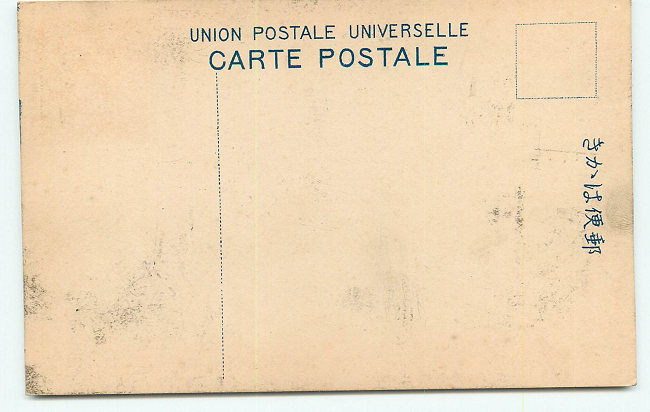 UNION POSTALE UNIVERSELLE
CARTE POSTALE
郵便はかき